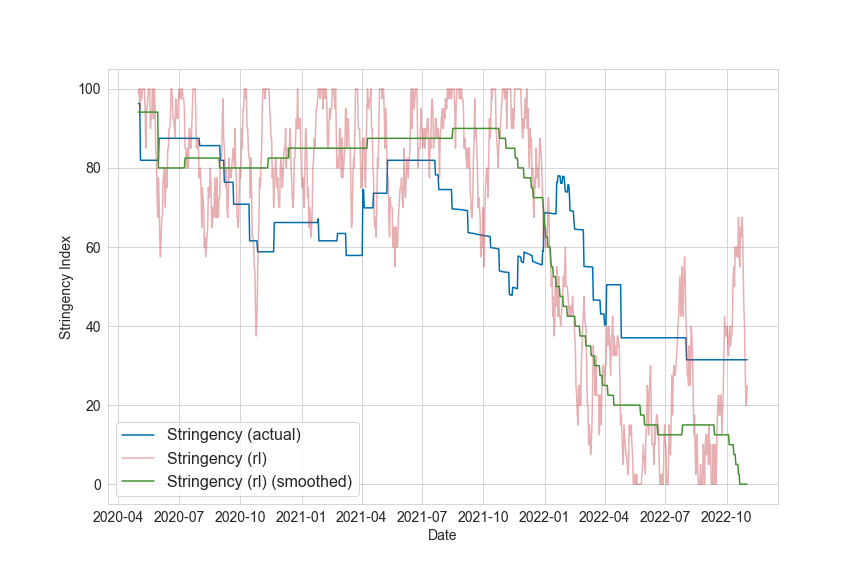 100
80
60
40
20
0
Stringency Index
Stringency (actual)
Stringency (rl)
Stringency (rl) (smoothed)
2020-04 2020-07 2020-10 2021-01 2021-04 2021-07 2021-10 2022-01 2022-04 2022-07 2022-10
Date